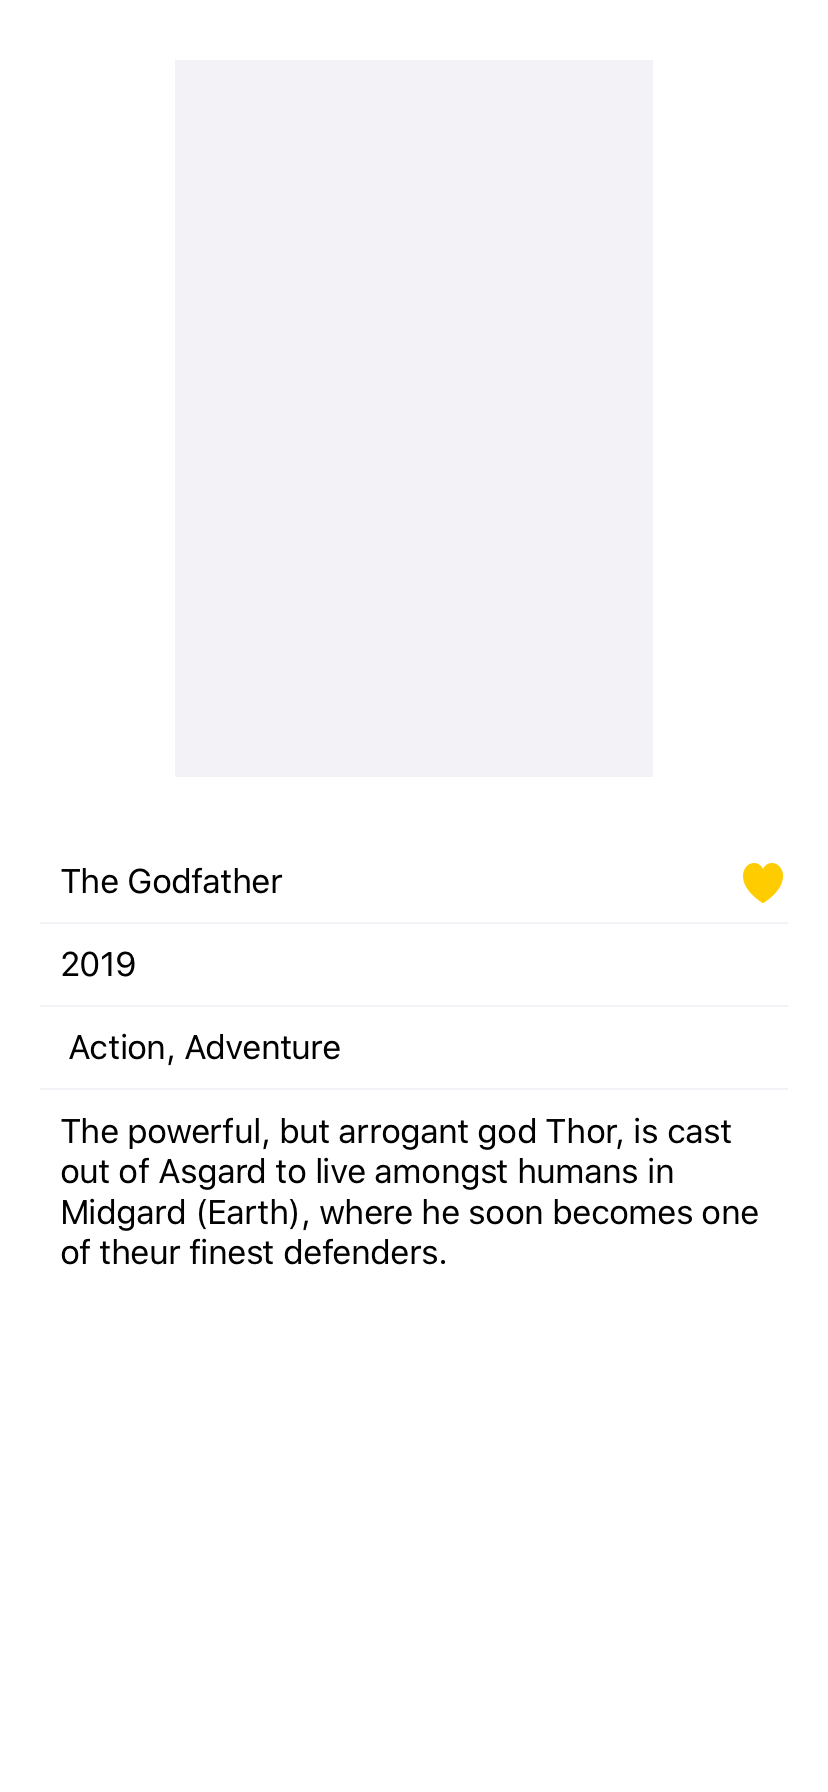 The Godfather
2019
Action, Adventure
The powerful, but arrogant god Thor, is cast
out of Asgard to live amongst humans in
Midgard (Earth), where he soon becomes one
of theur finest defenders.